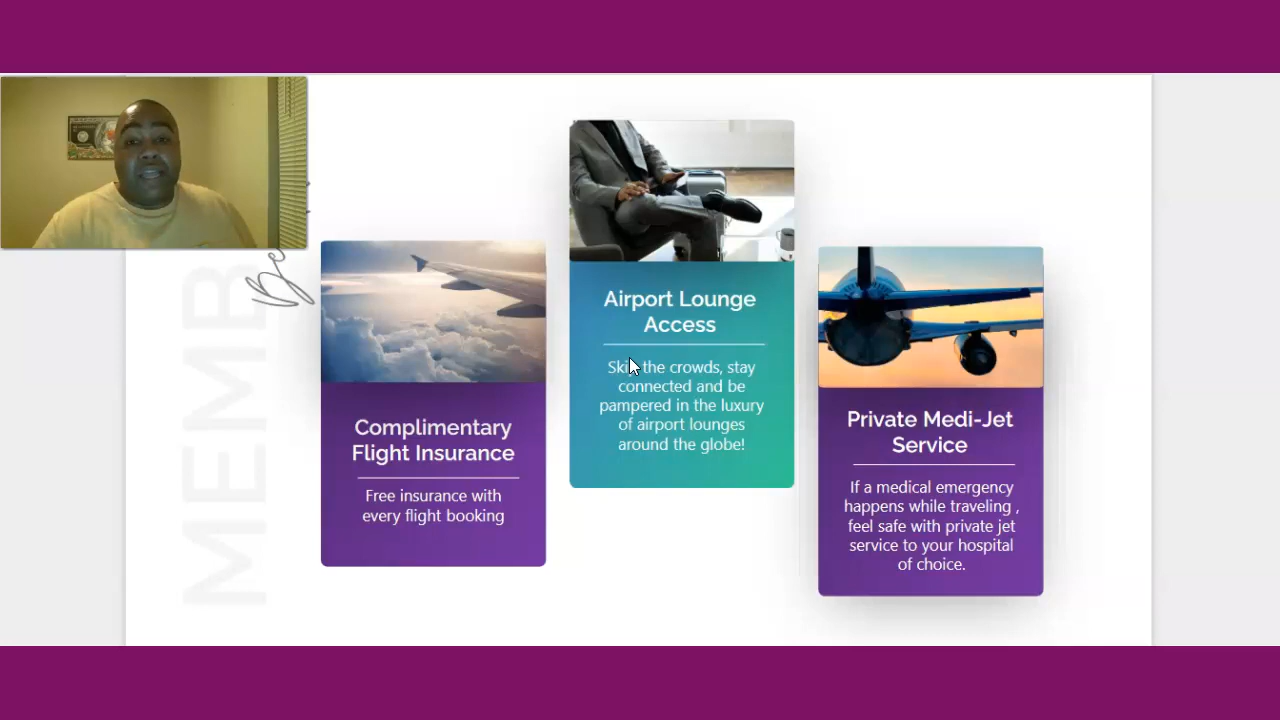 MEMB
Be
Complimentary
Flight Insurance
Free insurance with
every flight booking
Airport Lounge
Access
Skip the crowds, stay
connected and be
pampered in the luxury
of airport lounges
around the globe!
Private Medi-Jet
Service
If a medical emergency
happens while traveling ,
feel safe with private jet
service to your hospital
of choice.